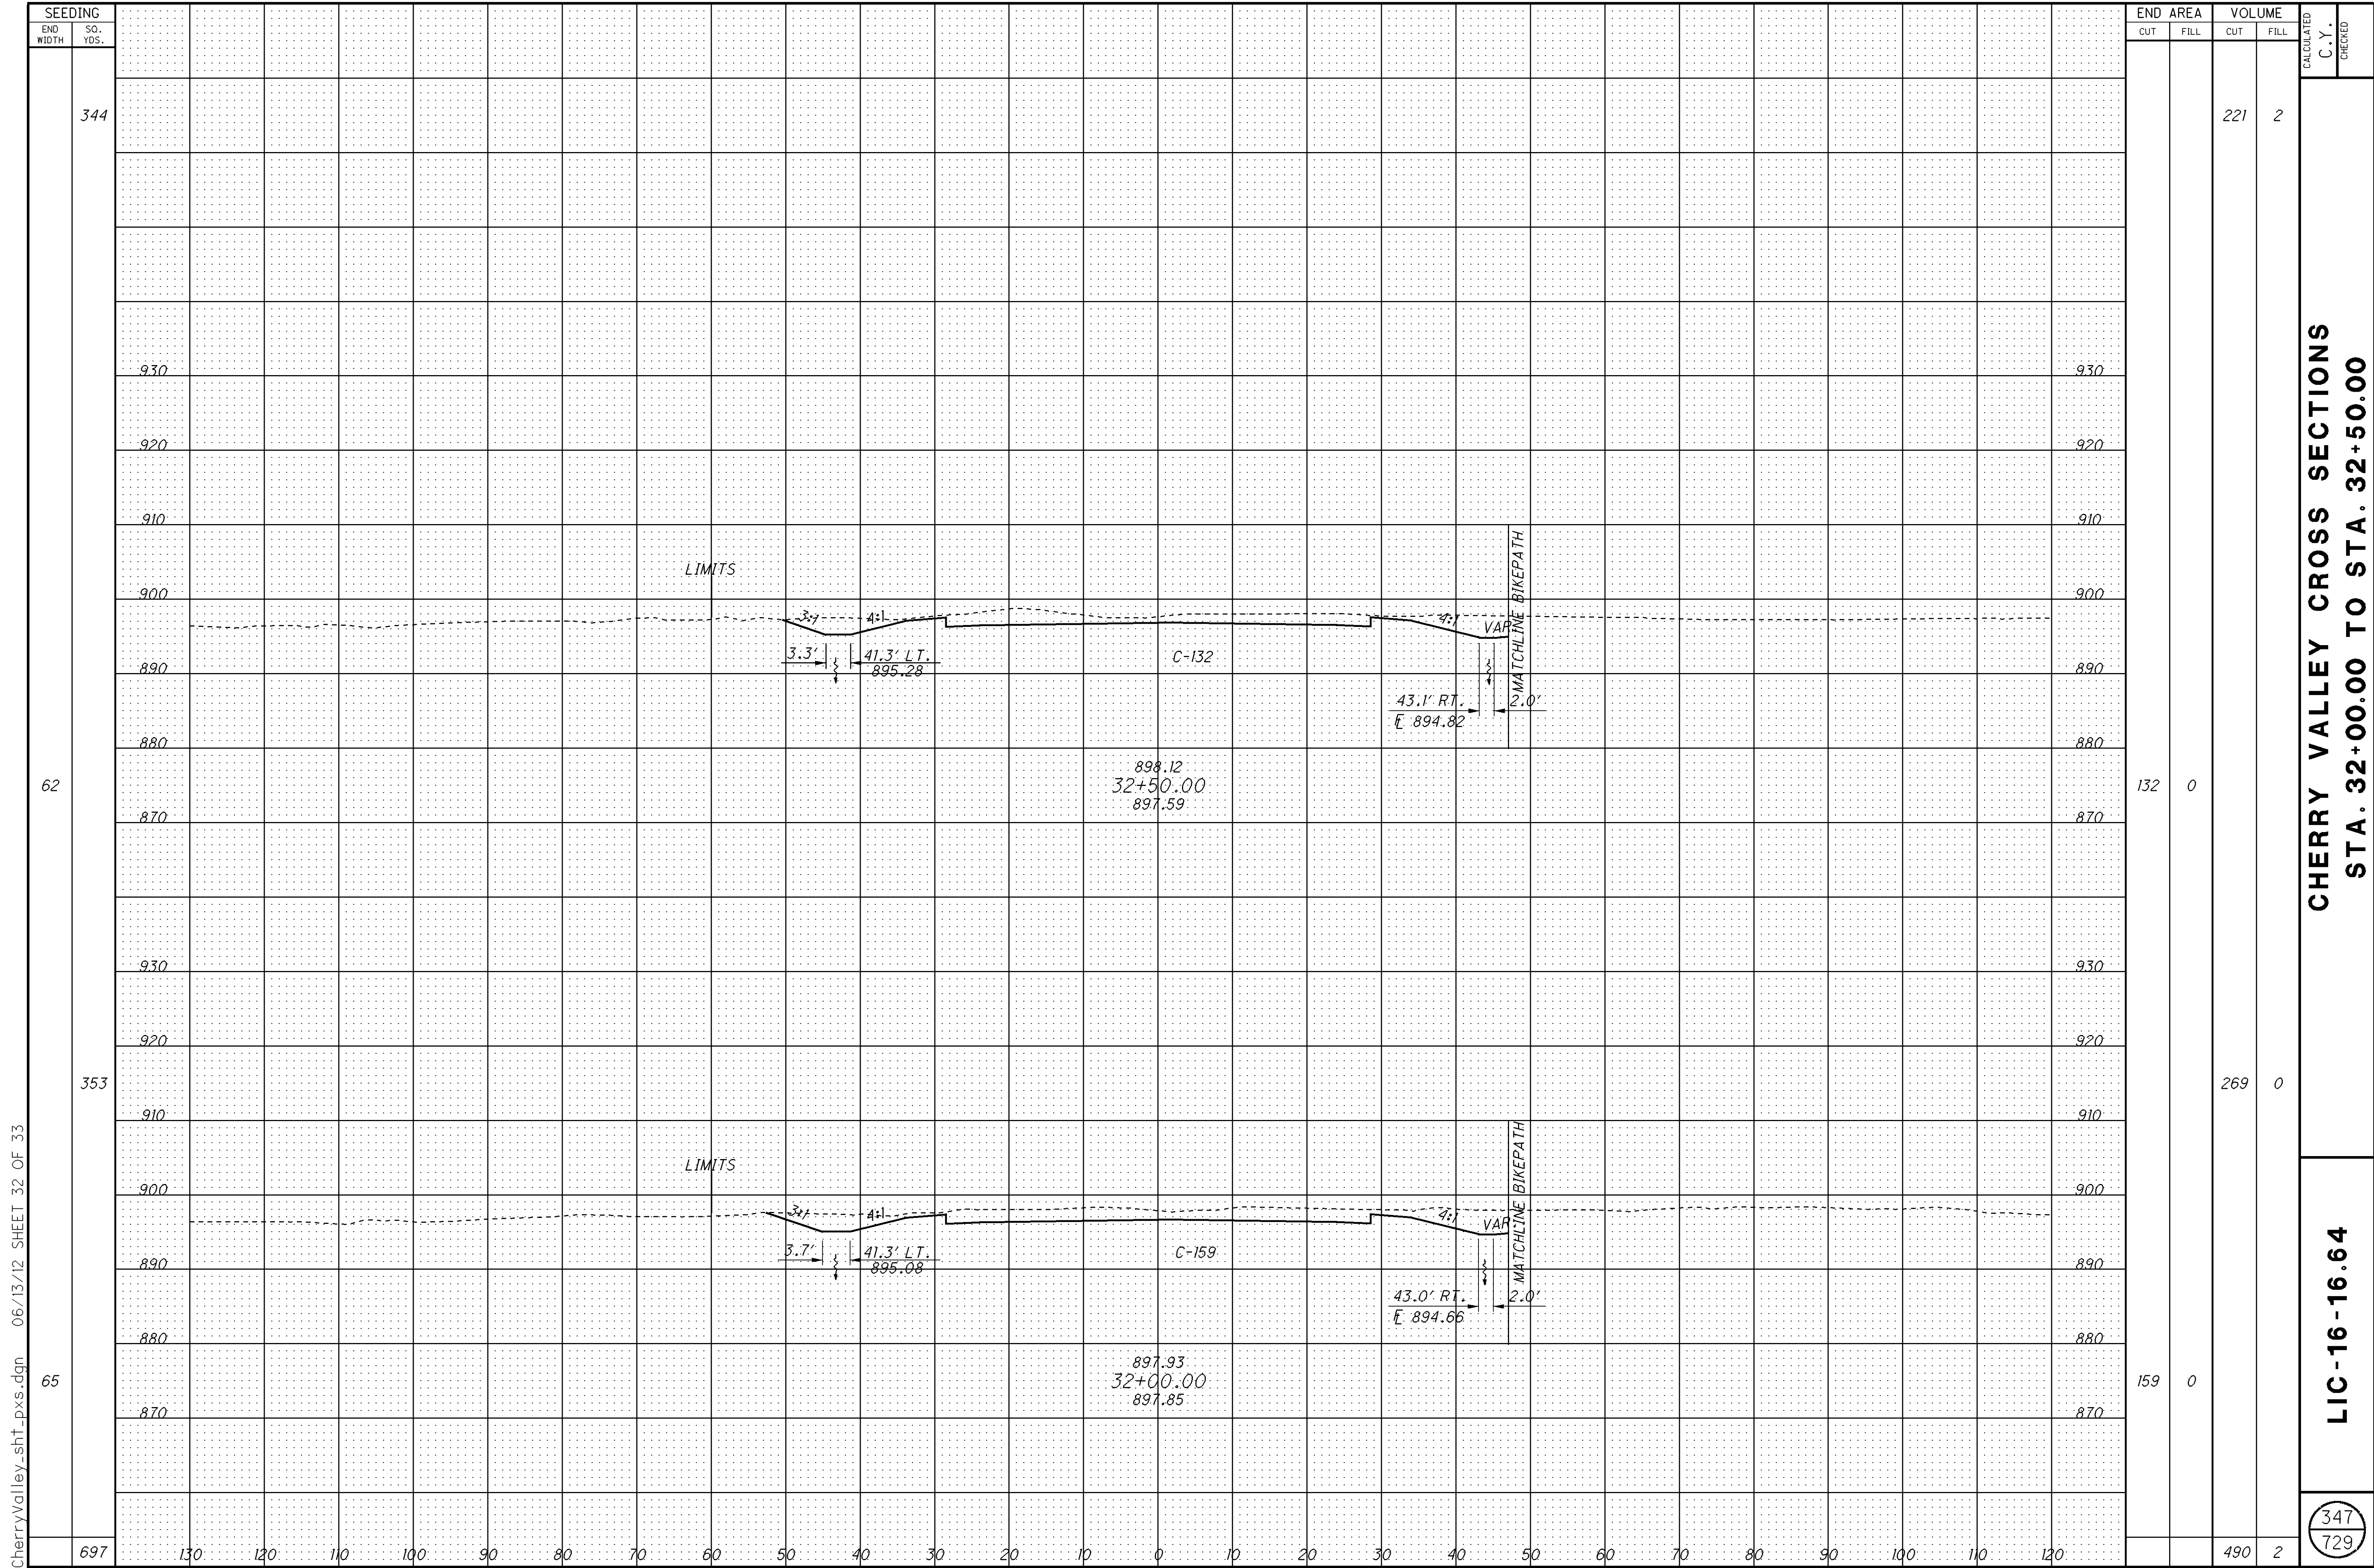 SEEDING
END WIDTH
SQ. YDS.
344
62
353
65
697
END AREA
VOLUME
CUT
FILL
CUT
FILL
221 2
132 0
269 0
159 0
490 2
CALCULATED
C.Y.
CHECKED
CHERRY VALLEY CROSS SECTIONS
STA. 32+00.00 TO STA. 32+50.00
LIC-16-16.64
347
729
930 930
920 920
910 910
LIMITS
MATCHLINE BIKEPATH
900 900
3:1
4:1
4:1
VAR.
3.3'
41.3' LT.
895.28
C-132
890 890
43.1' RT.
2.0'
FL 894.82
880 880
898.12
32+50.00
897.59
870 870
930 930
920 920
910 910
LIMITS
MATCHLINE BIKEPATH
900 900
3:1
4:1
4:1
VAR.
3.7'
41.3' LT.
895.08
C-159
890 890
43.0' RT.
2.0'
FL 894.66
880 880
897.93
32+00.00
897.85
870 870
130 120 110 100 90 80 70 60 50 40 30 20 10 0 10 20 30 40 50 60 70 80 90 100 110 120
CherryValley_sht_pxs.dgn 06/13/12 SHEET 32 OF 33